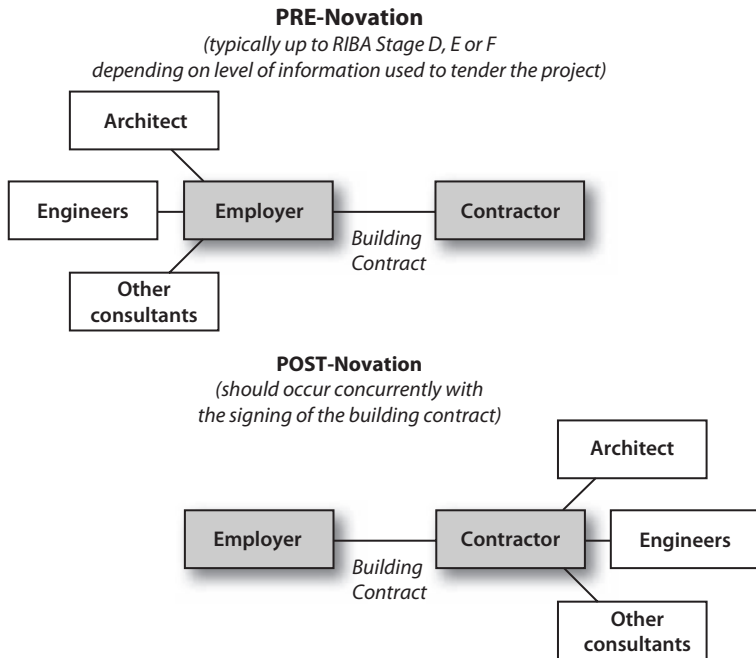 PRE-Novation
(typically up to RIBA Stage D, E or F
depending on level of information used to tender the project)
Architect
Engineers
Employer
Contractor
Building
Contract
Other
consultants
POST-Novation
(should occur concurrently with
the signing of the building contract)
Architect
Employer
Contractor
Engineers
Building
Contract
Other
consultants